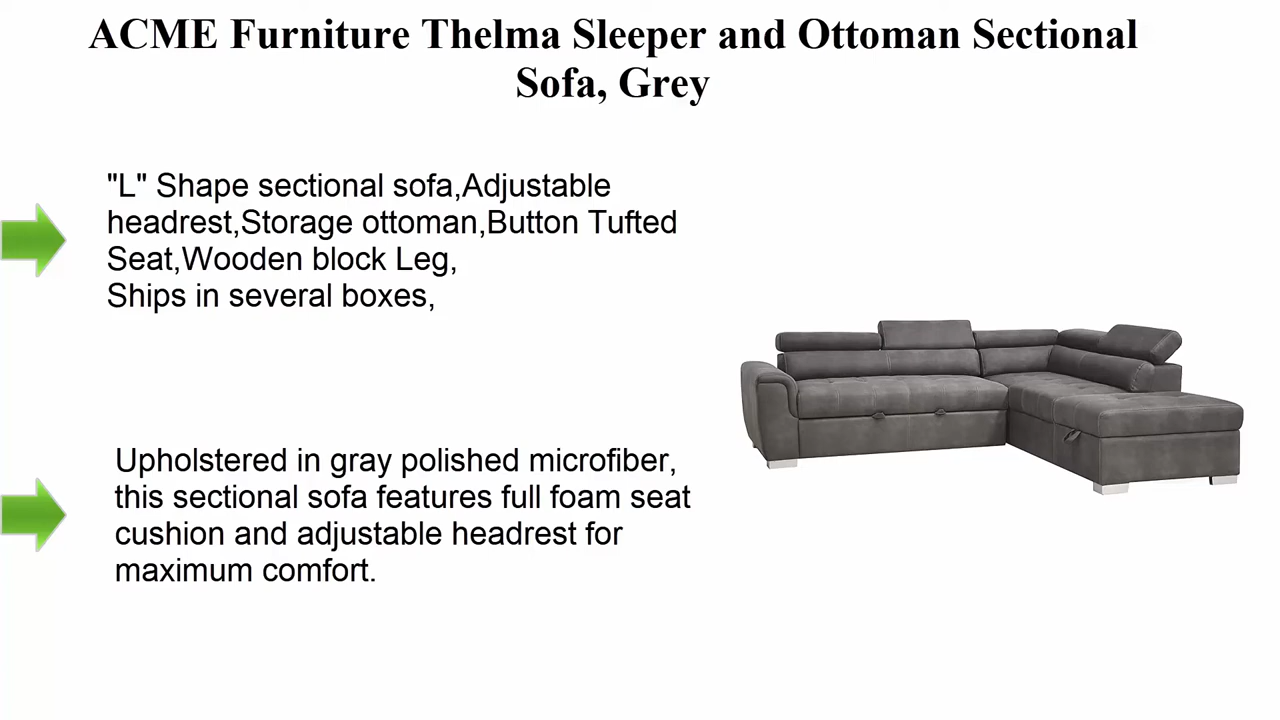 ACME Furniture Thelma Sleeper and Ottoman Sectional
Sofa, Grey
"L" Shape sectional sofa,Adjustable
headrest,Storage ottoman,Button Tufted
Seat,Wooden block Leg,
Ships in several boxes,
Upholstered in gray polished microfiber,
this sectional sofa features full foam seat
cushion and adjustable headrest for
maximum comfort.